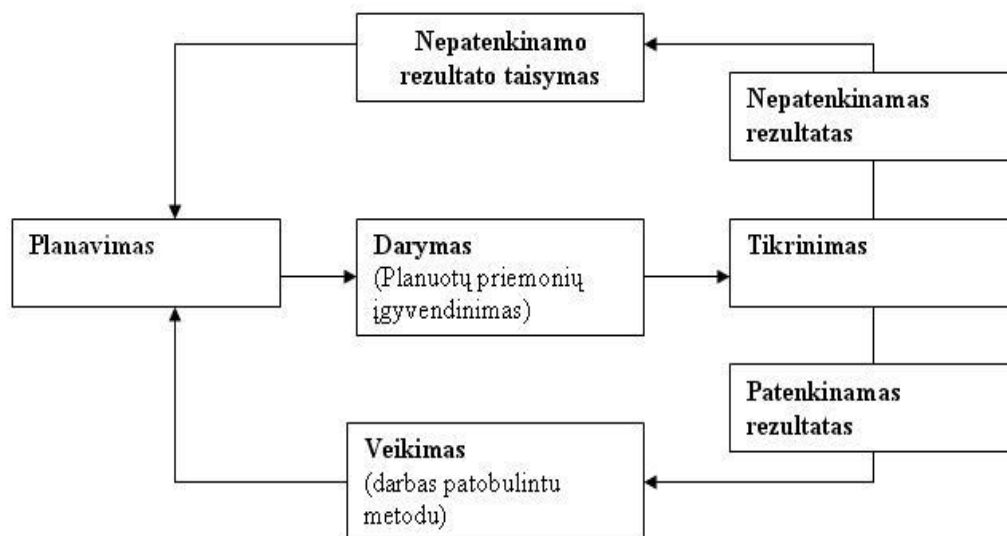 Nepatenkinamo
rezultato taisymas
Nepatenkinamas
rezultatas
Planavimas
Darymas
(Planuotų priemonių
įgyvendinimas)
Tikrinimas
Patenkinamas
rezultatas
Veikimas
(darbas patobulintu
metodu)